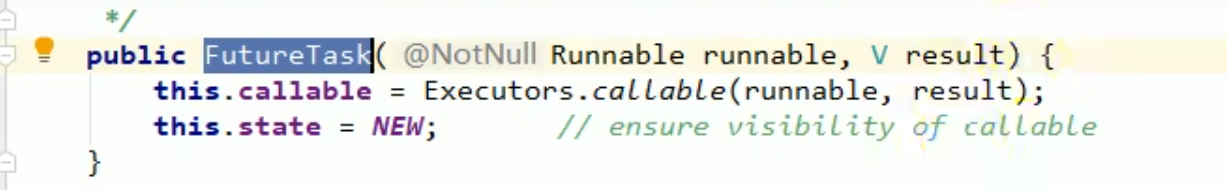 */
public FutureTask( @NotNull Runnable runnable, V result) {
this.callable = Executors.callable(runnable, result);
this.state = NEW;       // ensure visibility of callable
}